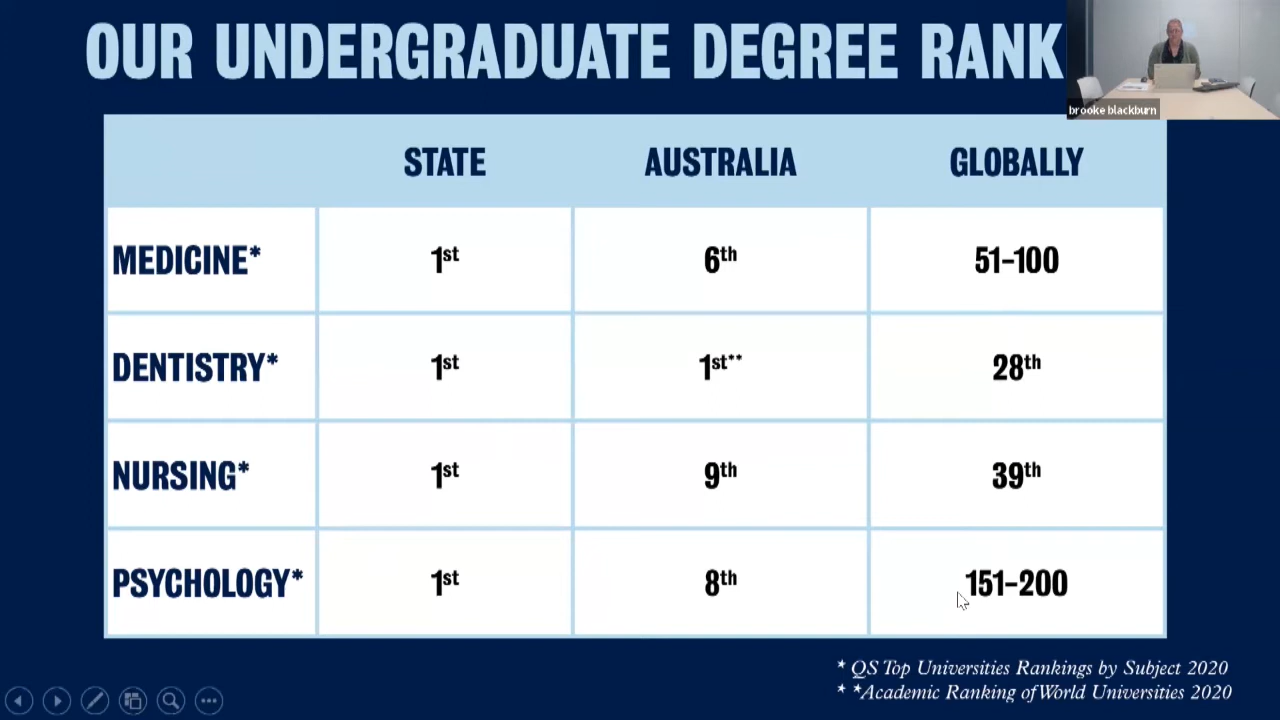 OUR UNDERGRADUATE DEGREE RANK
brooke blackburn
STATE AUSTRALIA GLOBALLY
MEDICINE* 1st 6th 51-100
DENTISTRY* 1st 1st** 28th
NURSING* 1st 9th 39th
PSYCHOLOGY* 1st 8th 151-200
* QS Top Universities Rankings by Subject 2020
* *Academic Ranking of World Universities 2020